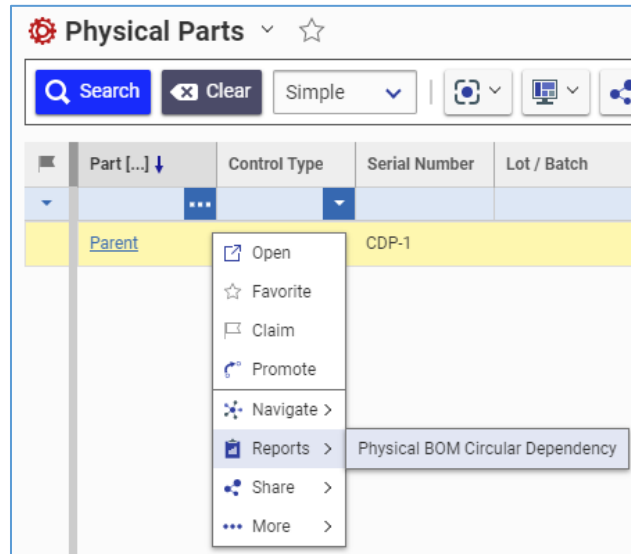 Physical Parts
Search Clear Simple
Part [...] Control Type Serial Number Lot / Batch
Parent CDP-1
Open
Favorite
Claim
Promote
Navigate >
Reports > Physical BOM Circular Dependency
Share >
More >